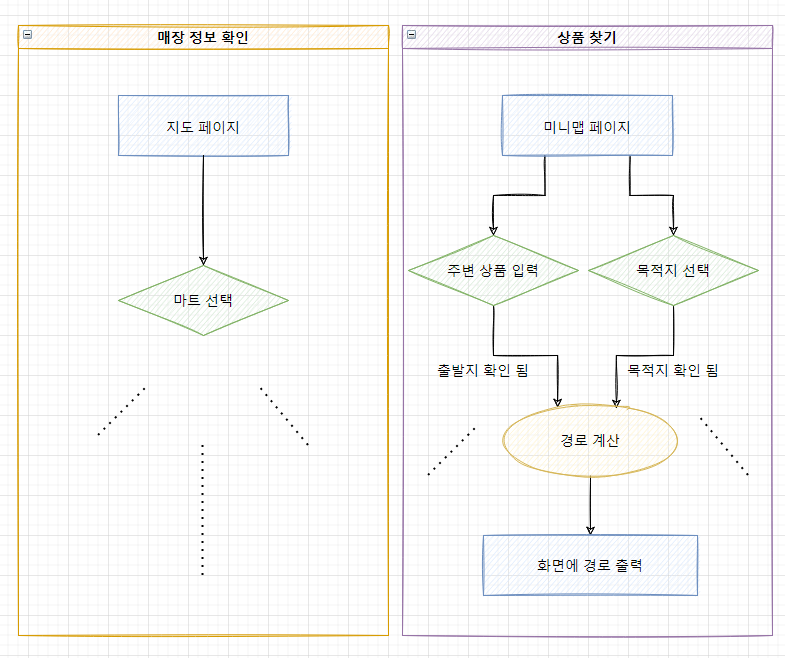 매장 정보 확인
지도 페이지
마트 선택
상품 찾기
미니맵 페이지
주변 상품 입력
목적지 선택
출발지 확인 됨
목적지 확인 됨
경로 계산
화면에 경로 출력